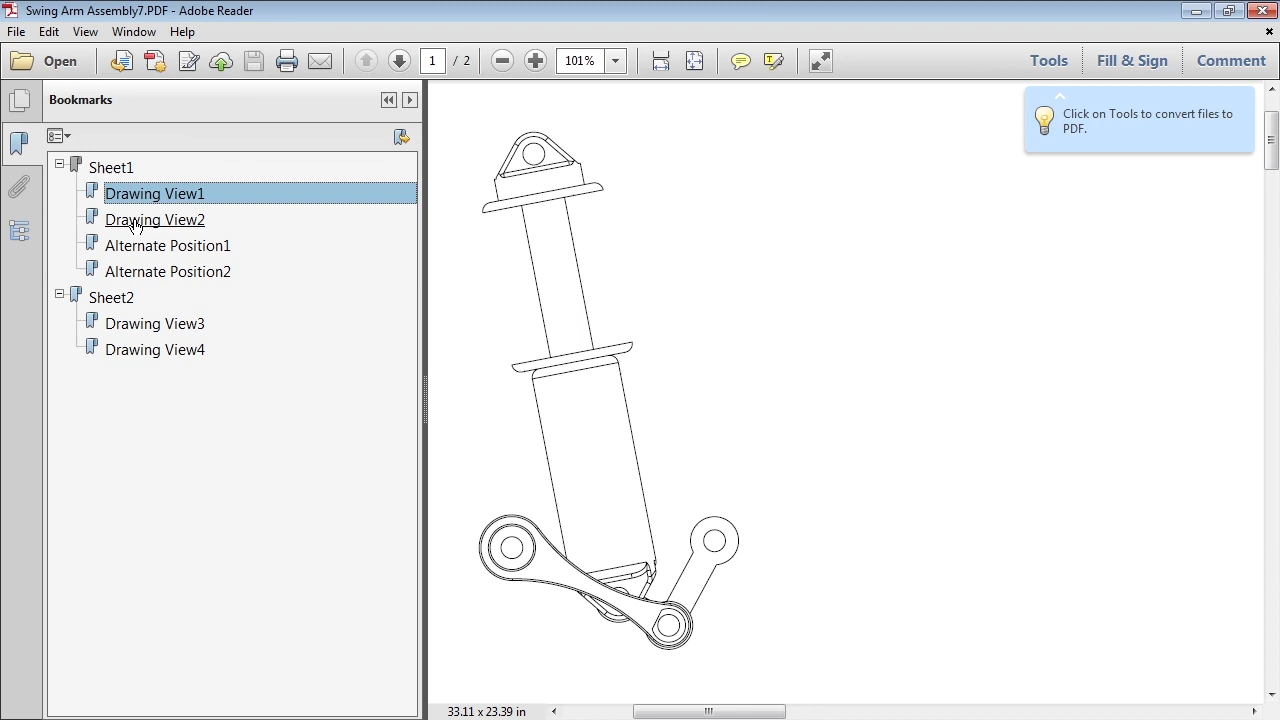 Swing Arm Assembly7.PDF - Adobe Reader
File Edit View Window Help
Open 1 / 2 101% Tools Fill & Sign Comment
Bookmarks
Click on Tools to convert files to
PDF.
Sheet1
Drawing View1
Drawing View2
Alternate Position1
Alternate Position2
Sheet2
Drawing View3
Drawing View4
33.11 x 23.39 in